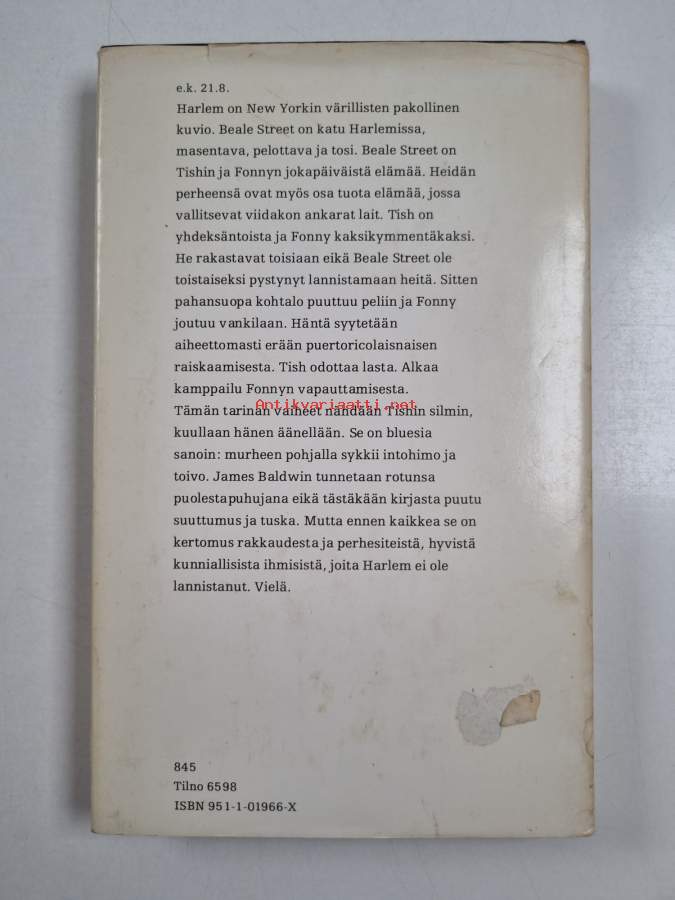 e.k. 21.8.
Harlem on New Yorkin värillisten pakollinen
kuvio. Beale Street on katu Harlemissa,
masentava, pelottava ja tosi. Beale Street on
Tishin ja Fonnyn jokapäiväistä elämää. Heidän
perheensä ovat myös osa tuota elämää, jossa
vallitsevat viidakon ankarat lait. Tish on
yhdeksäntoista ja Fonny kaksikymmentäkaksi.
He rakastavat toisiaan eikä Beale Street ole
toistaiseksi pystynyt lannistamaan heitä. Sitten
pahansuopa kohtalo puuttuu peliin ja Fonny
joutuu vankilaan. Häntä syytetään
aiheettomasti erään puertoricolaisnaisen
raiskaamisesta. Tish odottaa lasta. Alkaa
kamppailu Fonnyn vapauttamisesta.
Antikvariaatti.net
Tämän tarinan vaiheet nähdään Tishin silmin,
kuullaan hänen äänellään. Se on bluesia
sanoin: murheen pohjalla sykkii intohimo ja
toivo. James Baldwin tunnetaan rotunsa
puolestapuhujana eikä tästäkään kirjasta puutu
suuttumus ja tuska. Mutta ennen kaikkea se on
kertomus rakkaudesta ja perhesiteistä, hyvistä
kunniallisista ihmisistä, joita Harlem ei ole
lannistanut. Vielä.
845
Tilno 6598
ISBN 951-1-01966-X